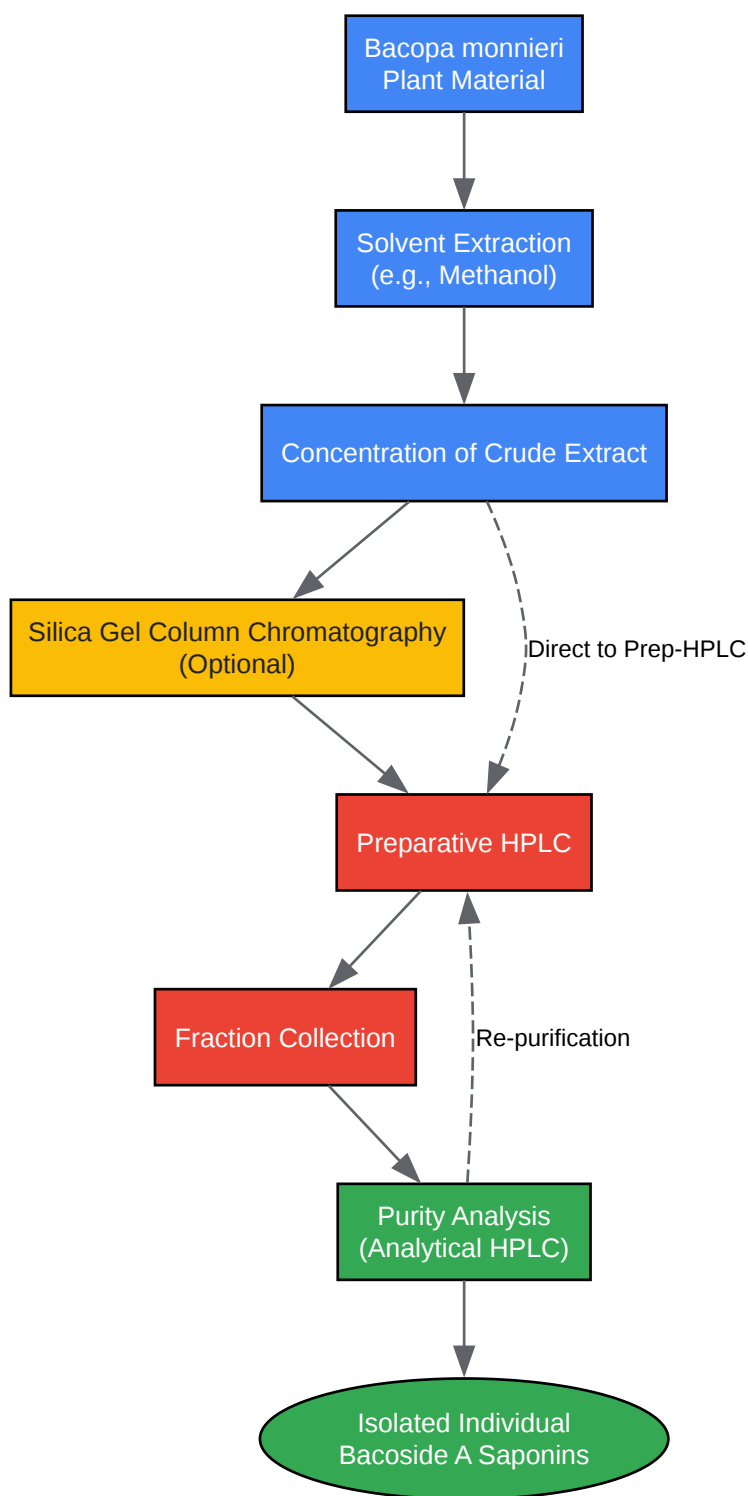 Bacopa monnieri
Plant Material
Solvent Extraction
(e.g., Methanol)
Concentration of Crude Extract
Silica Gel Column Chromatography
(Optional)
Direct to Prep-HPLC
Preparative HPLC
Fraction Collection
Re-purification
Purity Analysis
(Analytical HPLC)
Isolated Individual
Bacoside A Saponins